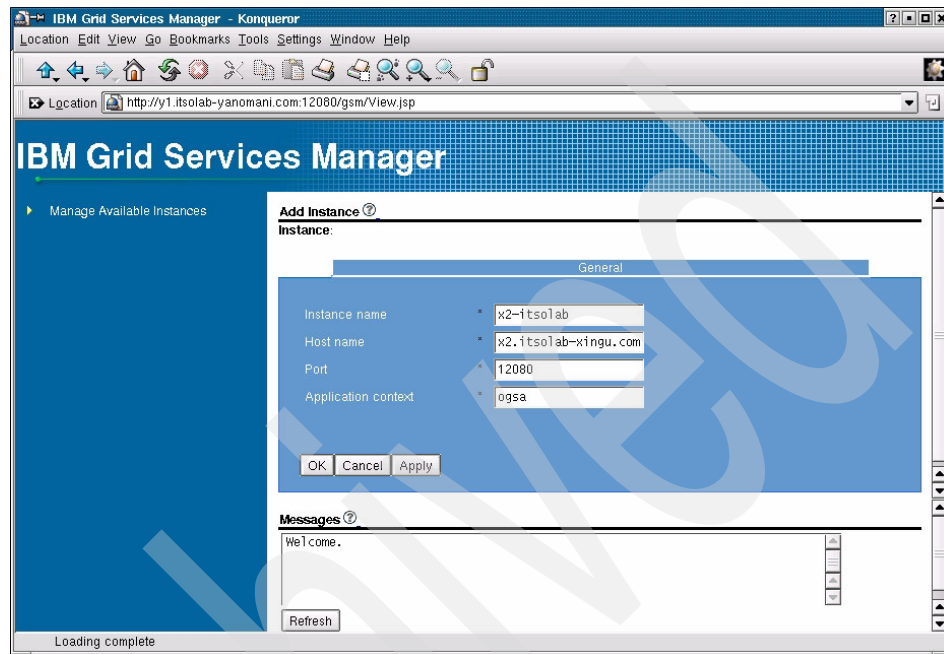 IBM Grid Services Manager - Konqueror
Location Edit View Go Bookmarks Tools Settings Window Help
Location http://y1.itsolab-yanomani.com:12080/gsm/View.jsp
IBM Grid Services Manager
Manage Available Instances
Add Instance ?
Instance:
General
Instance name * x2-itsolab
Host name * x2.itsolab-xingu.com
Port * 12080
Application context * ogsa
OK Cancel Apply
Messages ?
Welcome.
Refresh
Loading complete